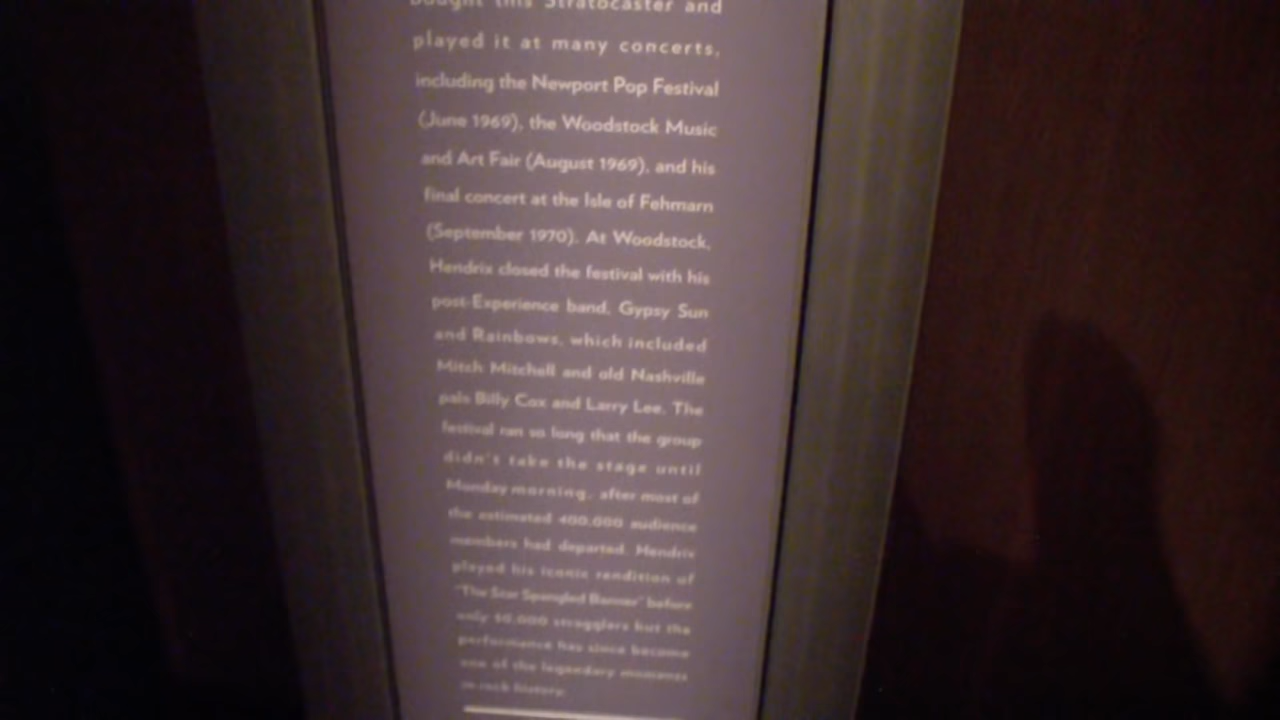 bought this Stratocaster and
played it at many concerts,
including the Newport Pop Festival
(June 1969), the Woodstock Music
and Art Fair (August 1969), and his
final concert at the Isle of Fehmarn
(September 1970). At Woodstock,
Hendrix closed the festival with his
post-Experience band, Gypsy Sun
and Rainbows, which included
Mitch Mitchell and old Nashville
pals Billy Cox and Larry Lee. The
festival ran so long that the group
didn't take the stage until
Monday morning, after most of
the estimated 400,000 audience
members had departed. Hendrix
played his iconic rendition of
"The Star Spangled Banner" before
only 30,000 stragglers but the
performance has since become
one of the legendary moments
in rock history.